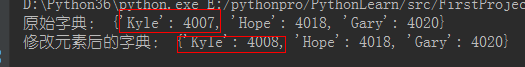 D:\Python36\python.exe E:/pythonpro/PythonLearn/src/FirstProjec
原始字典: {'Kyle': 4007, 'Hope': 4018, 'Gary': 4020}
修改元素后的字典: {'Kyle': 4008, 'Hope': 4018, 'Gary': 4020}